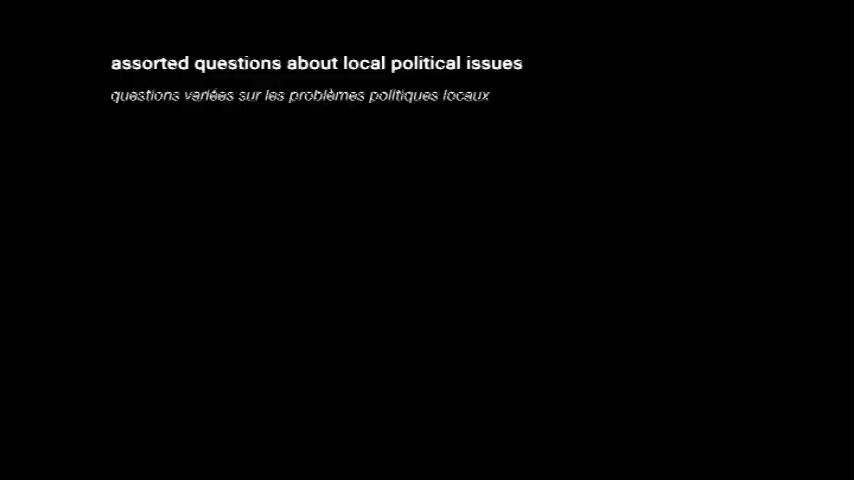 assorted questions about local political issues
questions variées sur les problèmes politiques locaux